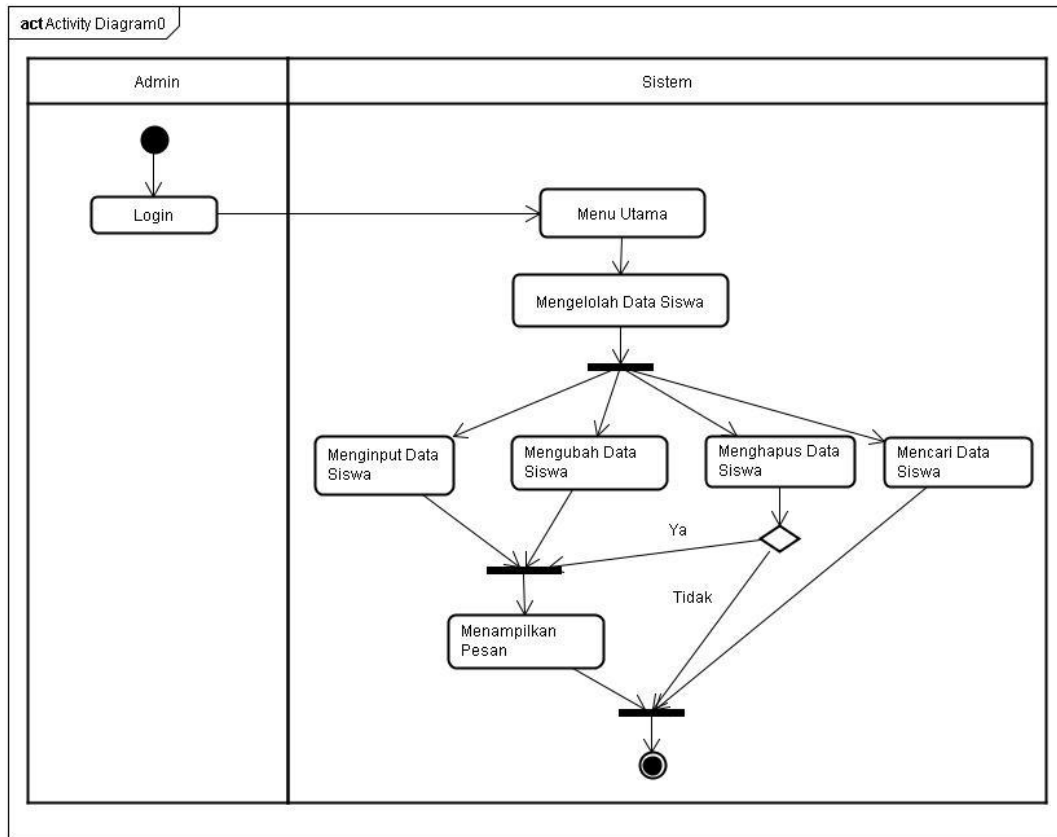 act Activity Diagram0
Admin
Sistem
Login
Menu Utama
Mengelolah Data Siswa
Menginput Data
Siswa
Mengubah Data
Siswa
Menghapus Data
Siswa
Mencari Data
Siswa
Ya
Tidak
Menampilkan
Pesan